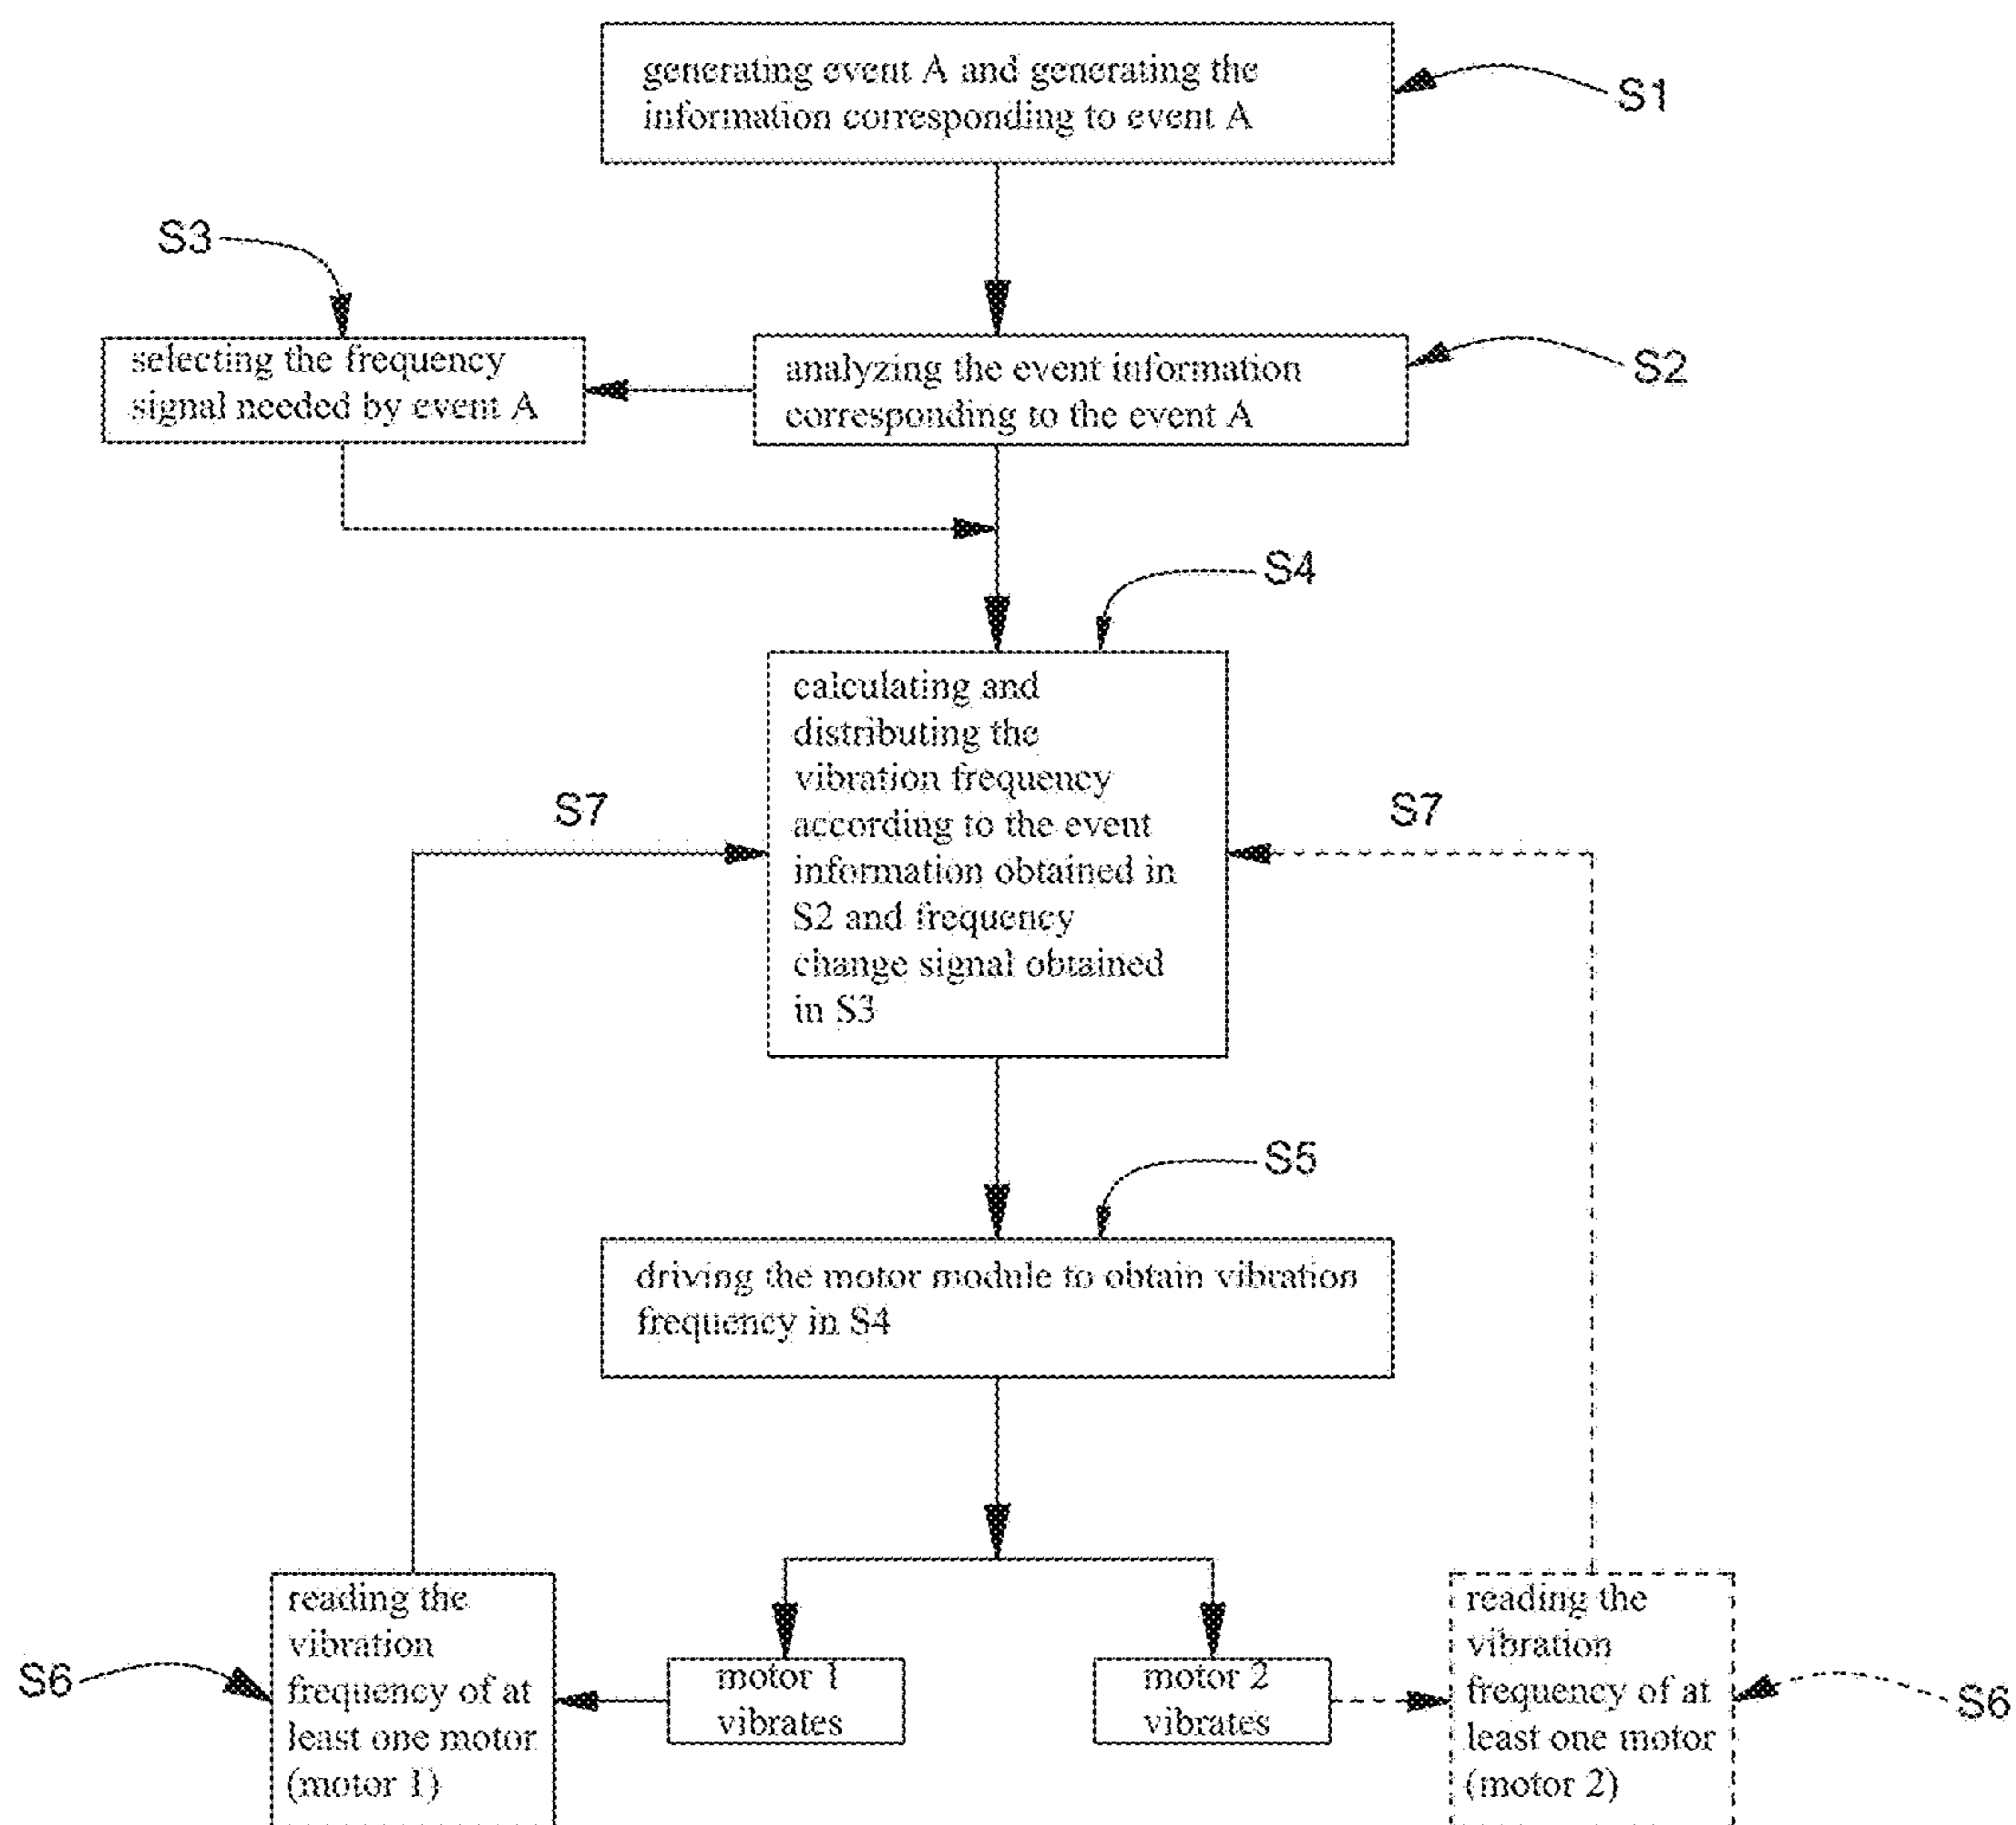 generating event A and generating the
information corresponding to event A
S1
S3
selecting the frequency
signal needed by event A
analyzing the event information
corresponding to the event A
S2
S4
calculating and
distributing the
vibration frequency
according to the event
information obtained in
S2 and frequency
change signal obtained
in S3
S7
S7
S5
driving the motor module to obtain vibration
frequency in S4
S6
reading the
vibration
frequency of at
least one motor
(motor 1)
motor 1
vibrates
motor 2
vibrates
reading the
vibration
frequency of at
least one motor
(motor 2)
S6